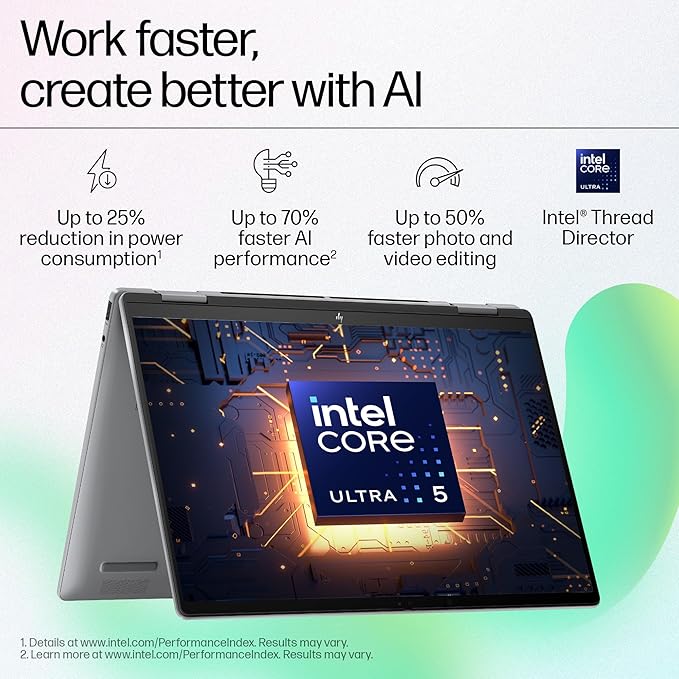 Work faster,
create better with AI
Up to 25%
reduction in power
consumption¹
Up to 70%
faster AI
performance²
Up to 50%
faster photo and
video editing
intel
CORE
ULTRA
Intel® Thread
Director
hp
intel
CORE
ULTRA 5
1. Details at www.intel.com/PerformanceIndex. Results may vary.
2. Learn more at www.intel.com/PerformanceIndex. Results may vary.